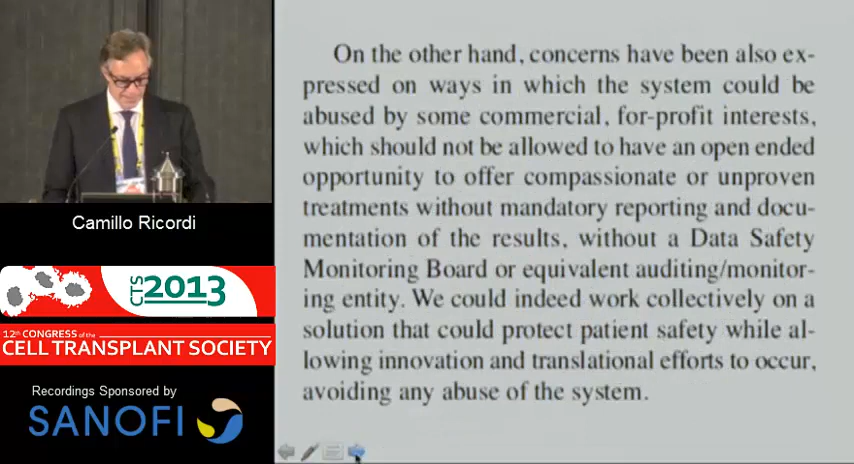 On the other hand, concerns have been also ex-
pressed on ways in which the system could be
abused by some commercial, for-profit interests,
which should not be allowed to have an open ended
opportunity to offer compassionate or unproven
treatments without mandatory reporting and docu-
mentation of the results, without a Data Safety
Monitoring Board or equivalent auditing/monitor-
ing entity. We could indeed work collectively on a
solution that could protect patient safety while al-
lowing innovation and translational efforts to occur,
avoiding any abuse of the system.
Camillo Ricordi
CTS 2013
12th CONGRESS of the
CELL TRANSPLANT SOCIETY
Recordings Sponsored by
SANOFI